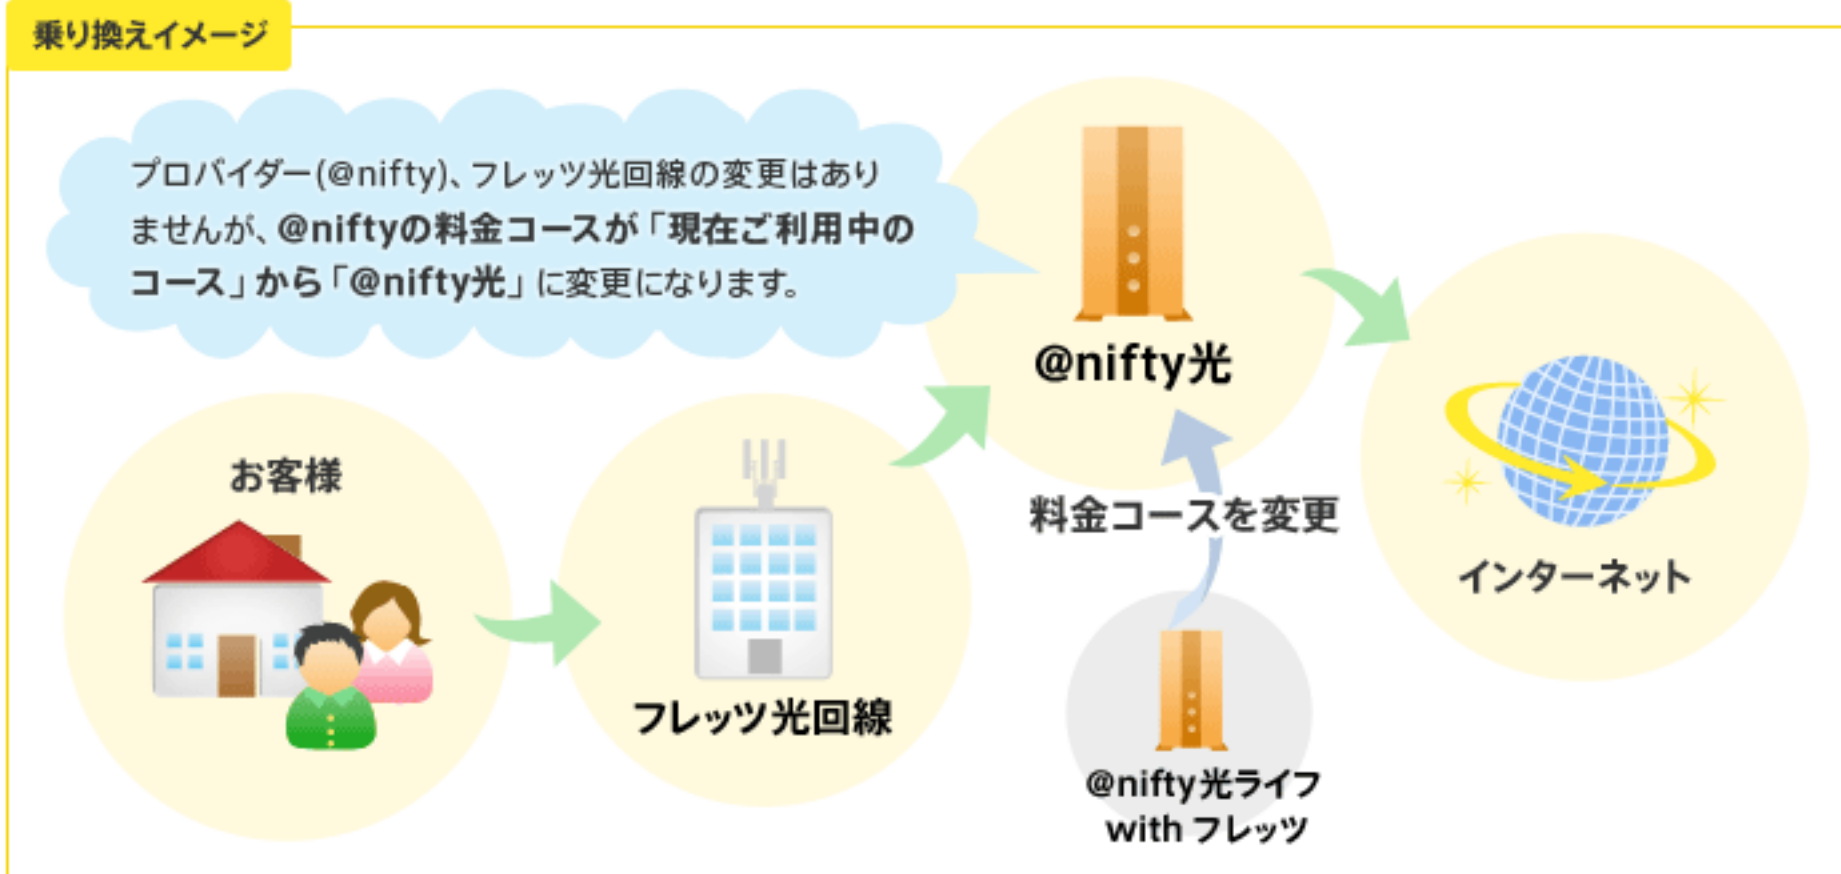 乗り換えイメージ
プロバイダー(@nifty)、フレッツ光回線の変更はあり
ませんが、@niftyの料金コースが「現在ご利用中の
コース」から「@nifty光」に変更になります。
@nifty光
お客様
料金コースを変更
インターネット
フレッツ光回線
@nifty光ライフ
with フレッツ